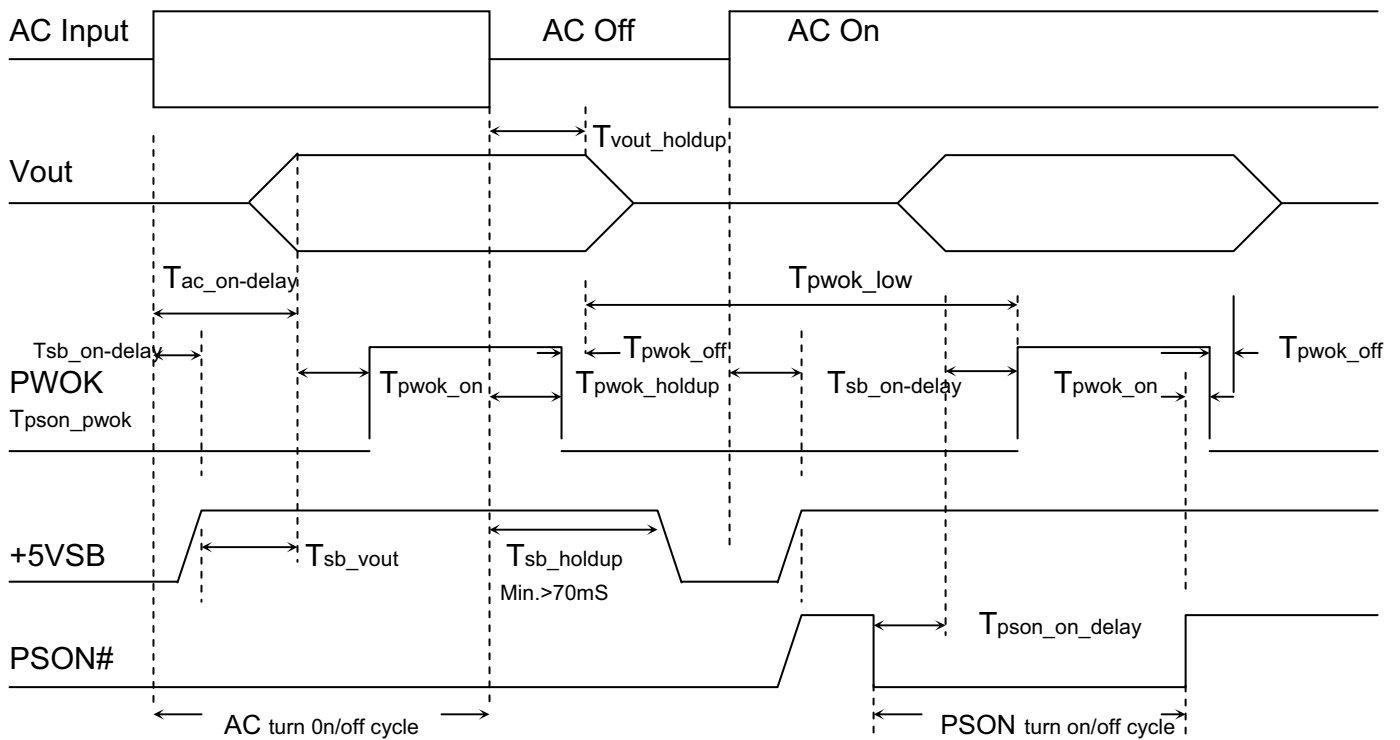 AC Input
AC Off
AC On
Tvout_holdup
Vout
Tac_on-delay
Tpwok_low
Tsb_on-delay
Tpwok_off
Tpwok_off
PWOK
Tpwok_on
Tpwok_holdup
Tsb_on-delay
Tpwok_on
Tpson_pwok
+5VSB
Tsb_vout
Tsb_holdup
Min.>70mS
Tpson_on_delay
PSON#
AC turn 0n/off cycle
PSON turn on/off cycle